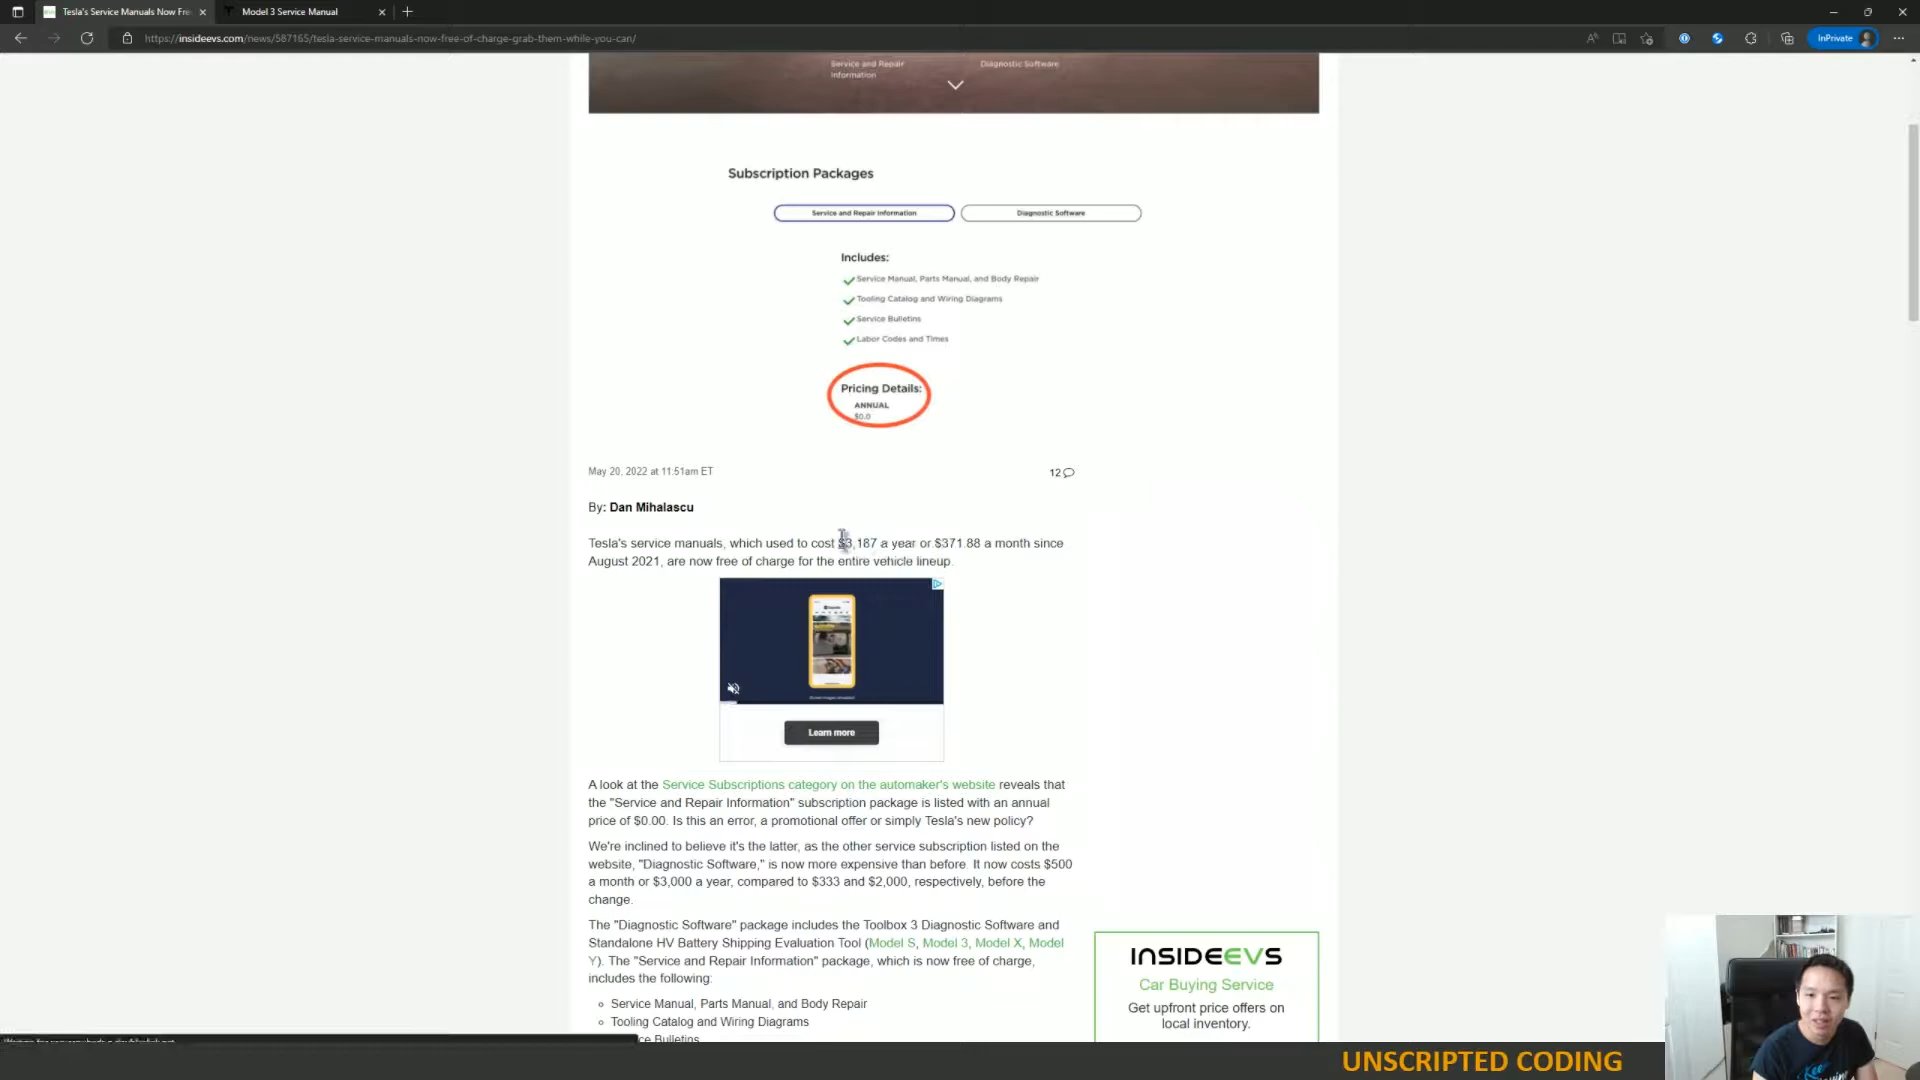 Tesla's Service Manuals Now Fre
Model 3 Service Manual
https://insideevs.com/news/587165/tesla-service-manuals-now-free-of-charge-grab-them-while-you-can/
InPrivate
Service and Repair
Information
Diagnostic Software
Subscription Packages
Service and Repair Information
Diagnostic Software
Includes:
Service Manual, Parts Manual, and Body Repair
Tooling Catalog and Wiring Diagrams
Service Bulletins
Labor Codes and Times
Pricing Details:
ANNUAL
$0.0
May 20, 2022 at 11:51am ET
12
By: Dan Mihalascu
Tesla's service manuals, which used to cost $3,187 a year or $371.88 a month since
August 2021, are now free of charge for the entire vehicle lineup.
Learn more
A look at the Service Subscriptions category on the automaker's website reveals that
the "Service and Repair Information" subscription package is listed with an annual
price of $0.00. Is this an error, a promotional offer or simply Tesla's new policy?
We're inclined to believe it's the latter, as the other service subscription listed on the
website, "Diagnostic Software," is now more expensive than before. It now costs $500
a month or $3,000 a year, compared to $333 and $2,000, respectively, before the
change.
The "Diagnostic Software" package includes the Toolbox 3 Diagnostic Software and
Standalone HV Battery Shipping Evaluation Tool (Model S, Model 3, Model X, Model
Y). The "Service and Repair Information" package, which is now free of charge,
includes the following:
Service Manual, Parts Manual, and Body Repair
Tooling Catalog and Wiring Diagrams
ce Bulletins
INSIDEEVS
Car Buying Service
Get upfront price offers on
local inventory.
UNSCRIPTED CODING